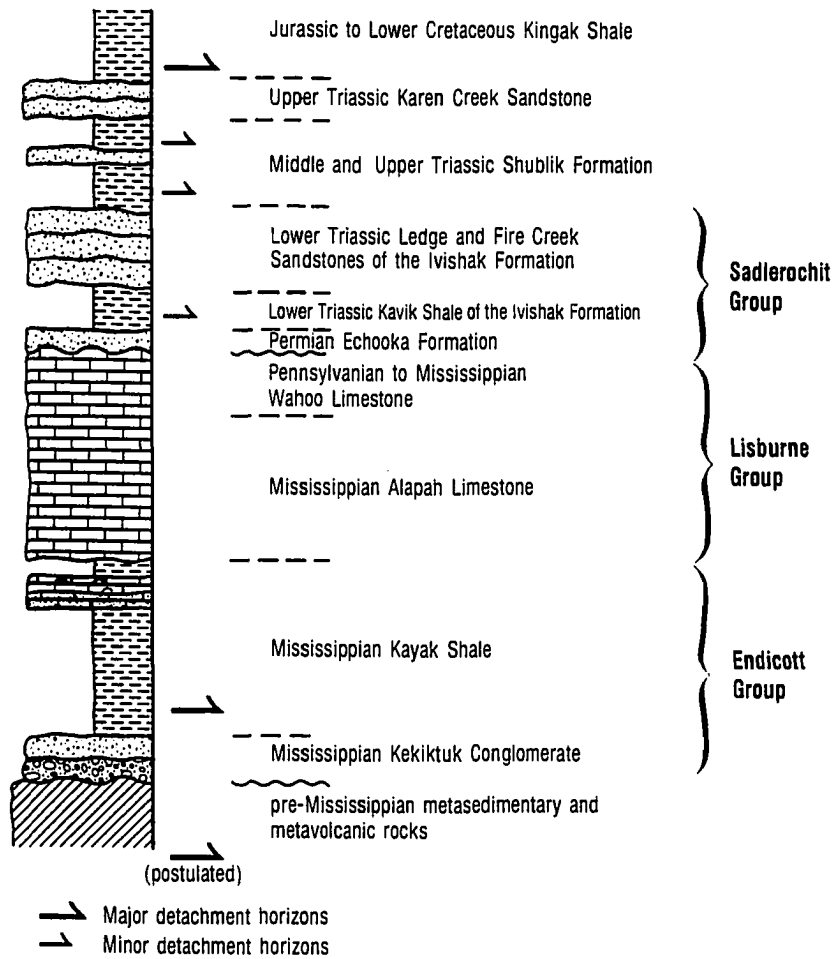 Jurassic to Lower Cretaceous Kingak Shale
Upper Triassic Karen Creek Sandstone
Middle and Upper Triassic Shublik Formation
Lower Triassic Ledge and Fire Creek
Sandstones of the Ivishak Formation
Lower Triassic Kavik Shale of the Ivishak Formation
Permian Echooka Formation
Sadlerochit
Group
Pennsylvanian to Mississippian
Wahoo Limestone
Mississippian Alapah Limestone
Lisburne
Group
Mississippian Kayak Shale
Mississippian Kekiktuk Conglomerate
Endicott
Group
pre-Mississippian metasedimentary and
metavolcanic rocks
(postulated)
Major detachment horizons
Minor detachment horizons